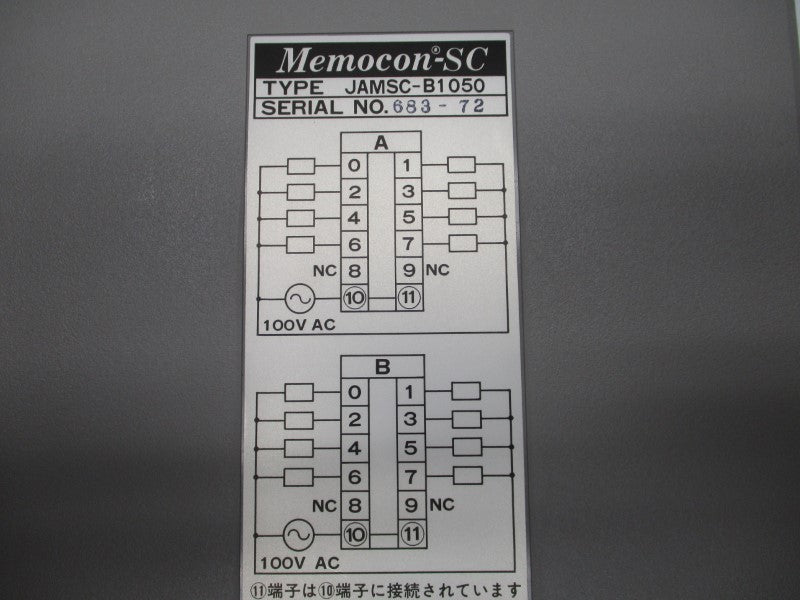 Memocon®-SC
TYPE JAMSC-B1050
SERIAL NO. 683-72
A
0 1
2 3
4 5
6 7
NC 8 9 NC
⑩ ⑪
100V AC
B
0 1
2 3
4 5
6 7
NC 8 9 NC
⑩ ⑪
100V AC
⑪端子は⑩端子に接続されています